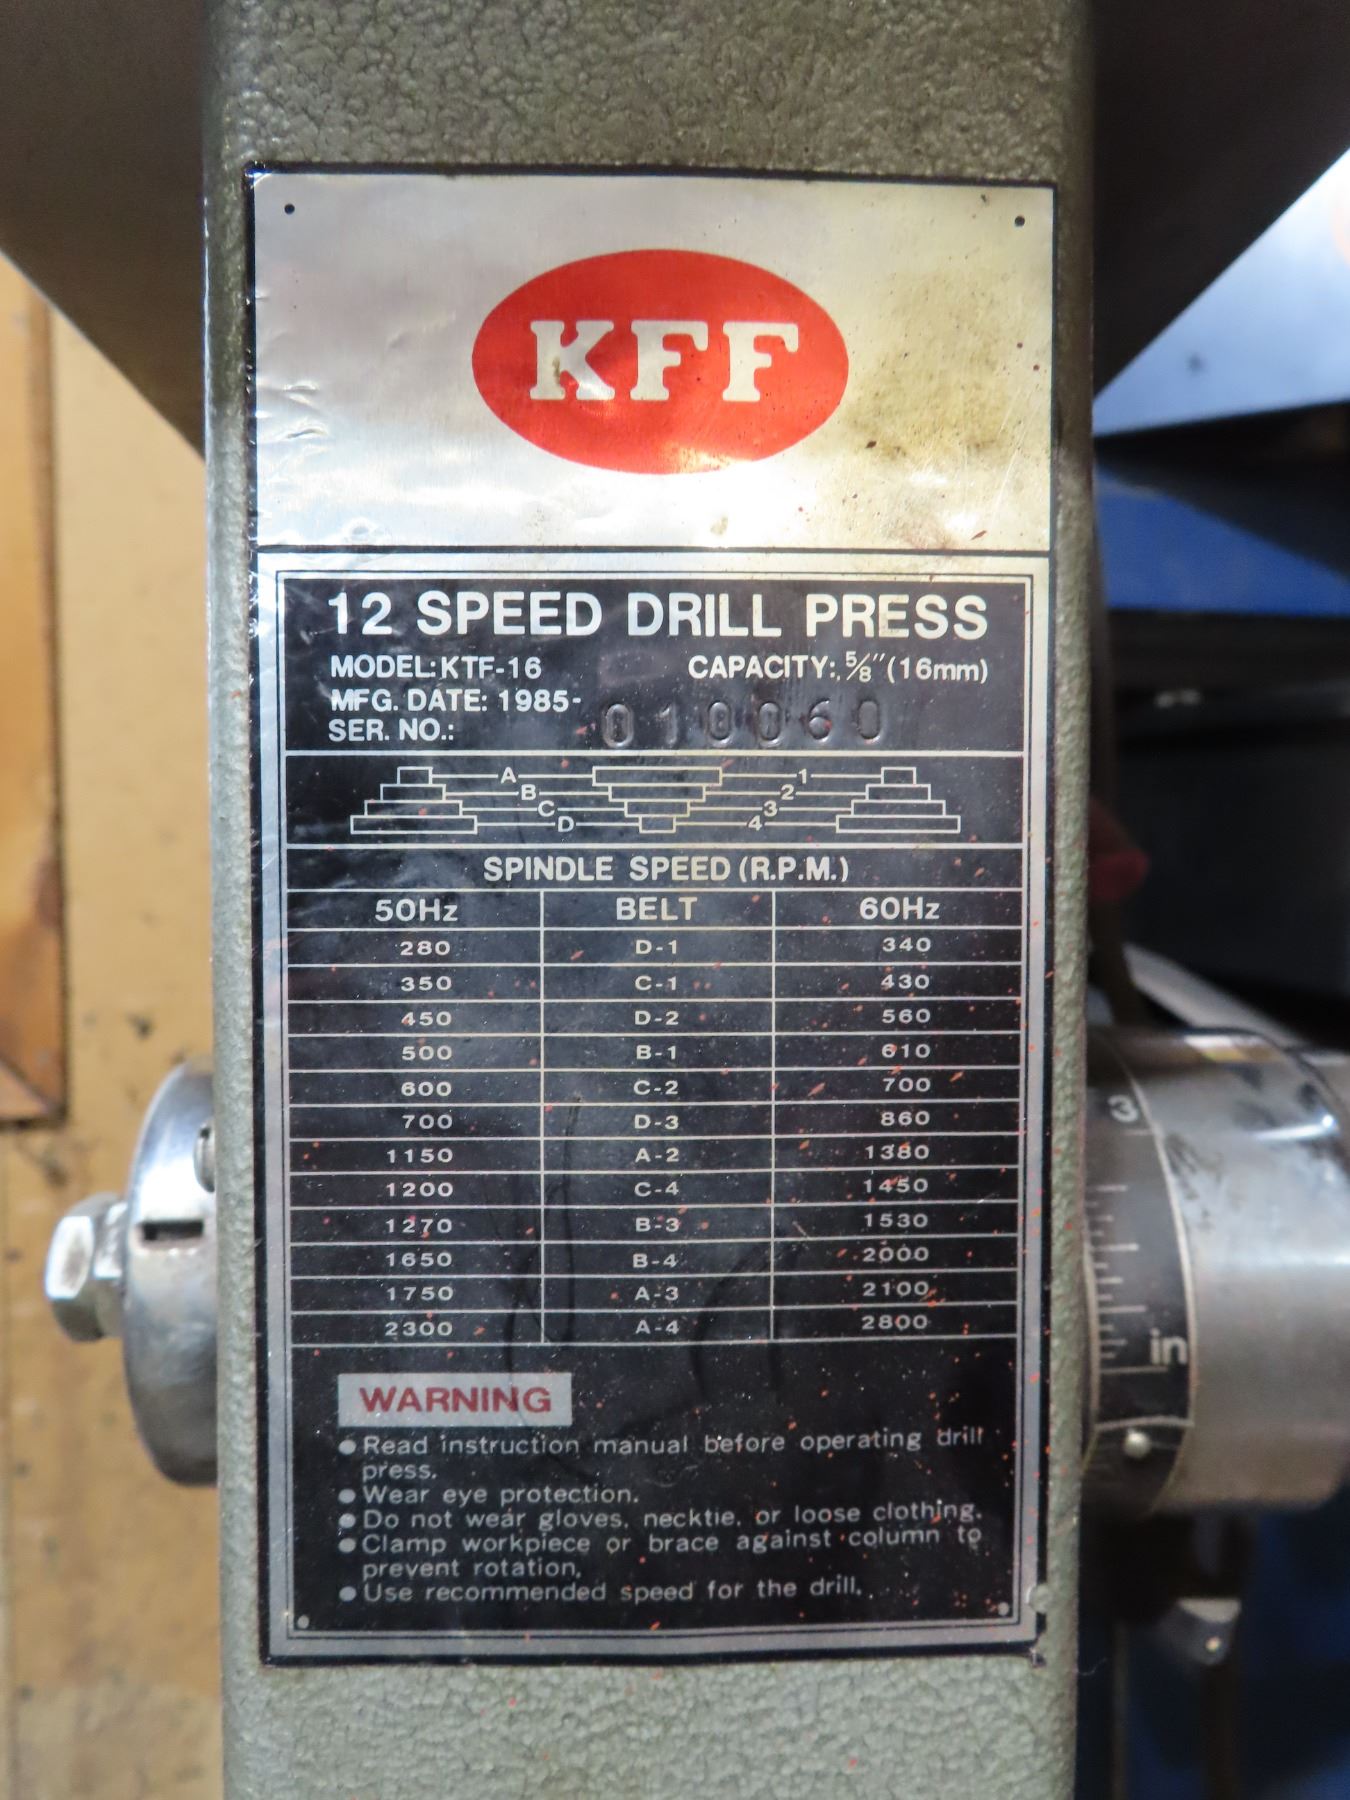 KFF
12 SPEED DRILL PRESS
MODEL:KTF-16 CAPACITY:.5/8"(16mm)
MFG. DATE: 1985-
SER. NO.: 010060
A 1
B 2
C 3
D 4
SPINDLE SPEED (R.P.M.)
50Hz BELT 60Hz
280 D-1 340
350 C-1 430
450 D-2 560
500 B-1 610
600 C-2 700
700 D-3 860
1150 A-2 1380
1200 C-4 1450
1270 B-3 1530
1650 B-4 2000
1750 A-3 2100
2300 A-4 2800
WARNING
● Read instruction manual before operating drill
press.
● Wear eye protection.
● Do not wear gloves, necktie, or loose clothing.
● Clamp workpiece or brace against column to
prevent rotation.
● Use recommended speed for the drill.
3
in